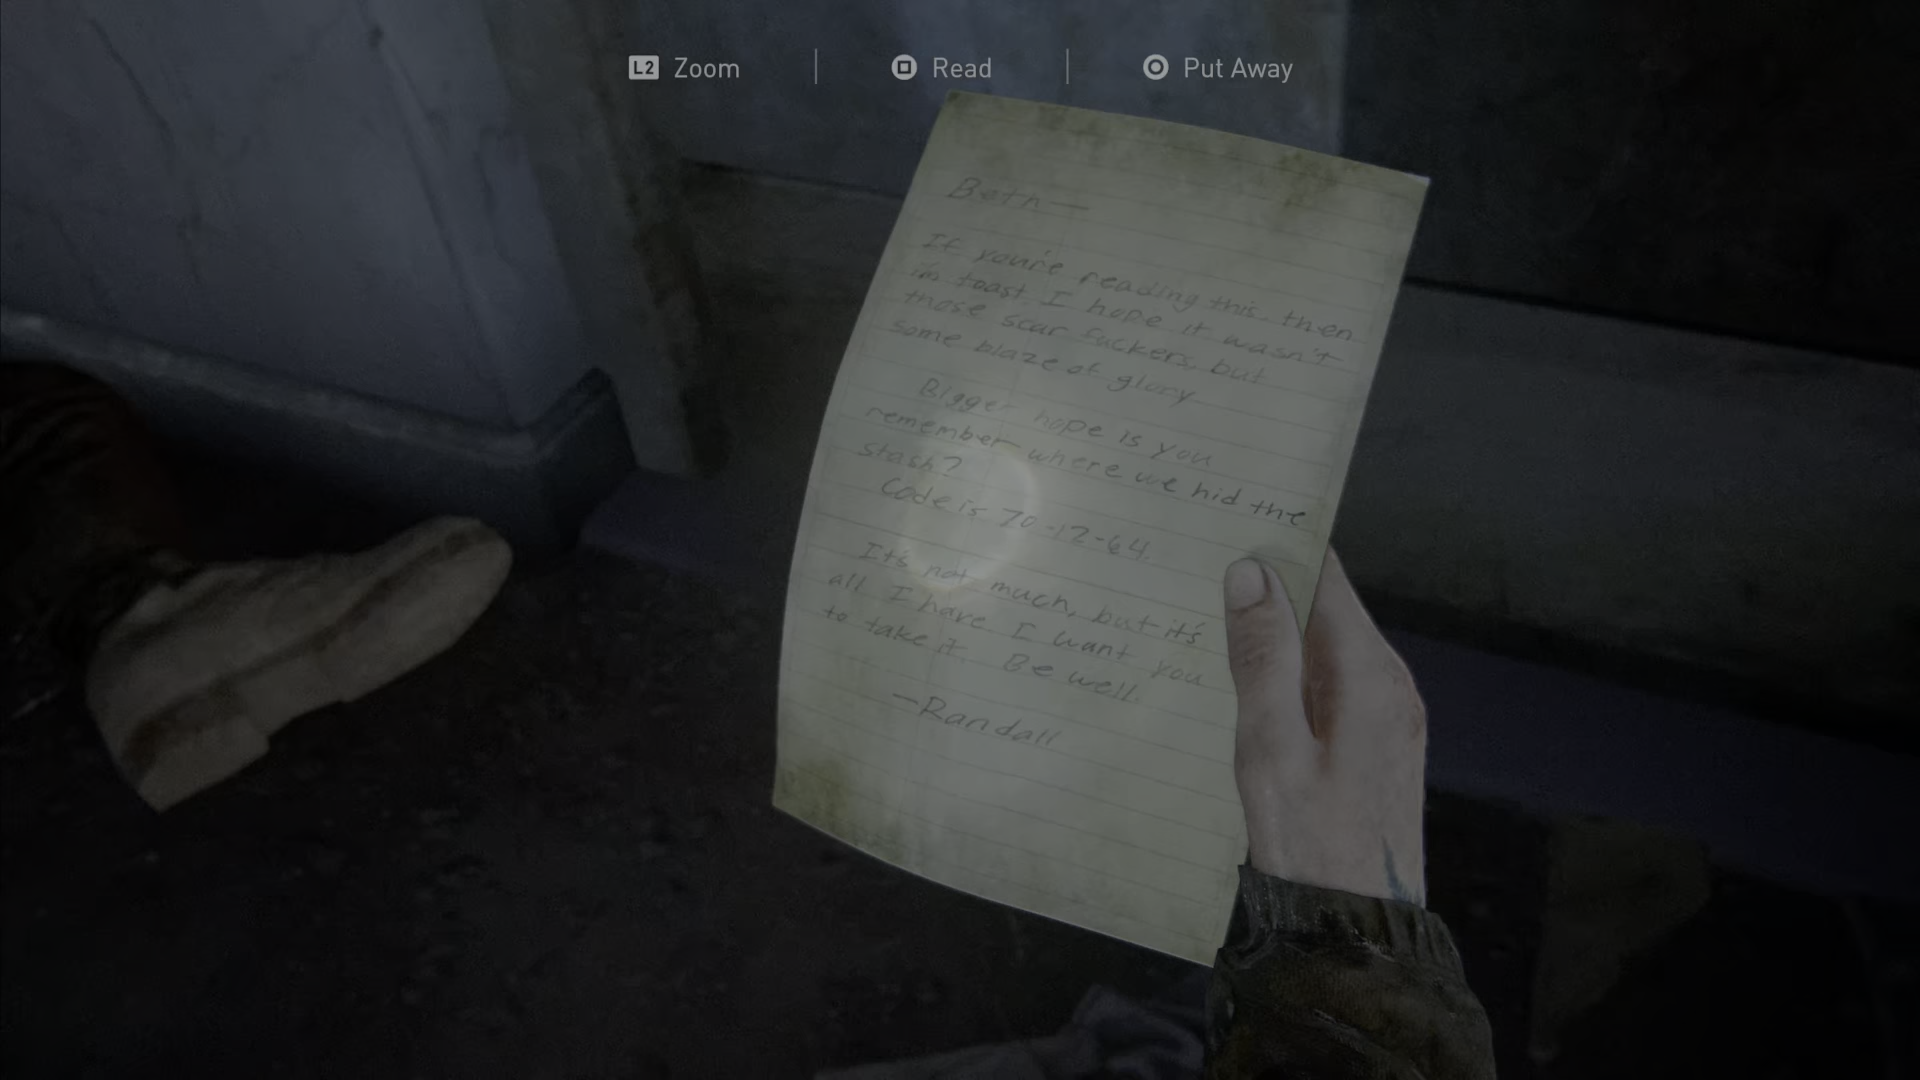 L2 Zoom | Read | Put Away
Beth—
If you're reading this, then
i'm toast. I hope it wasn't
those scar fuckers, but
some blaze of glory
Bigger hope is you
remember where we hid the
stash?
Code is 70-12-64.
It's not much, but it's
all I have I want you
to take it. Be well.
—Randall